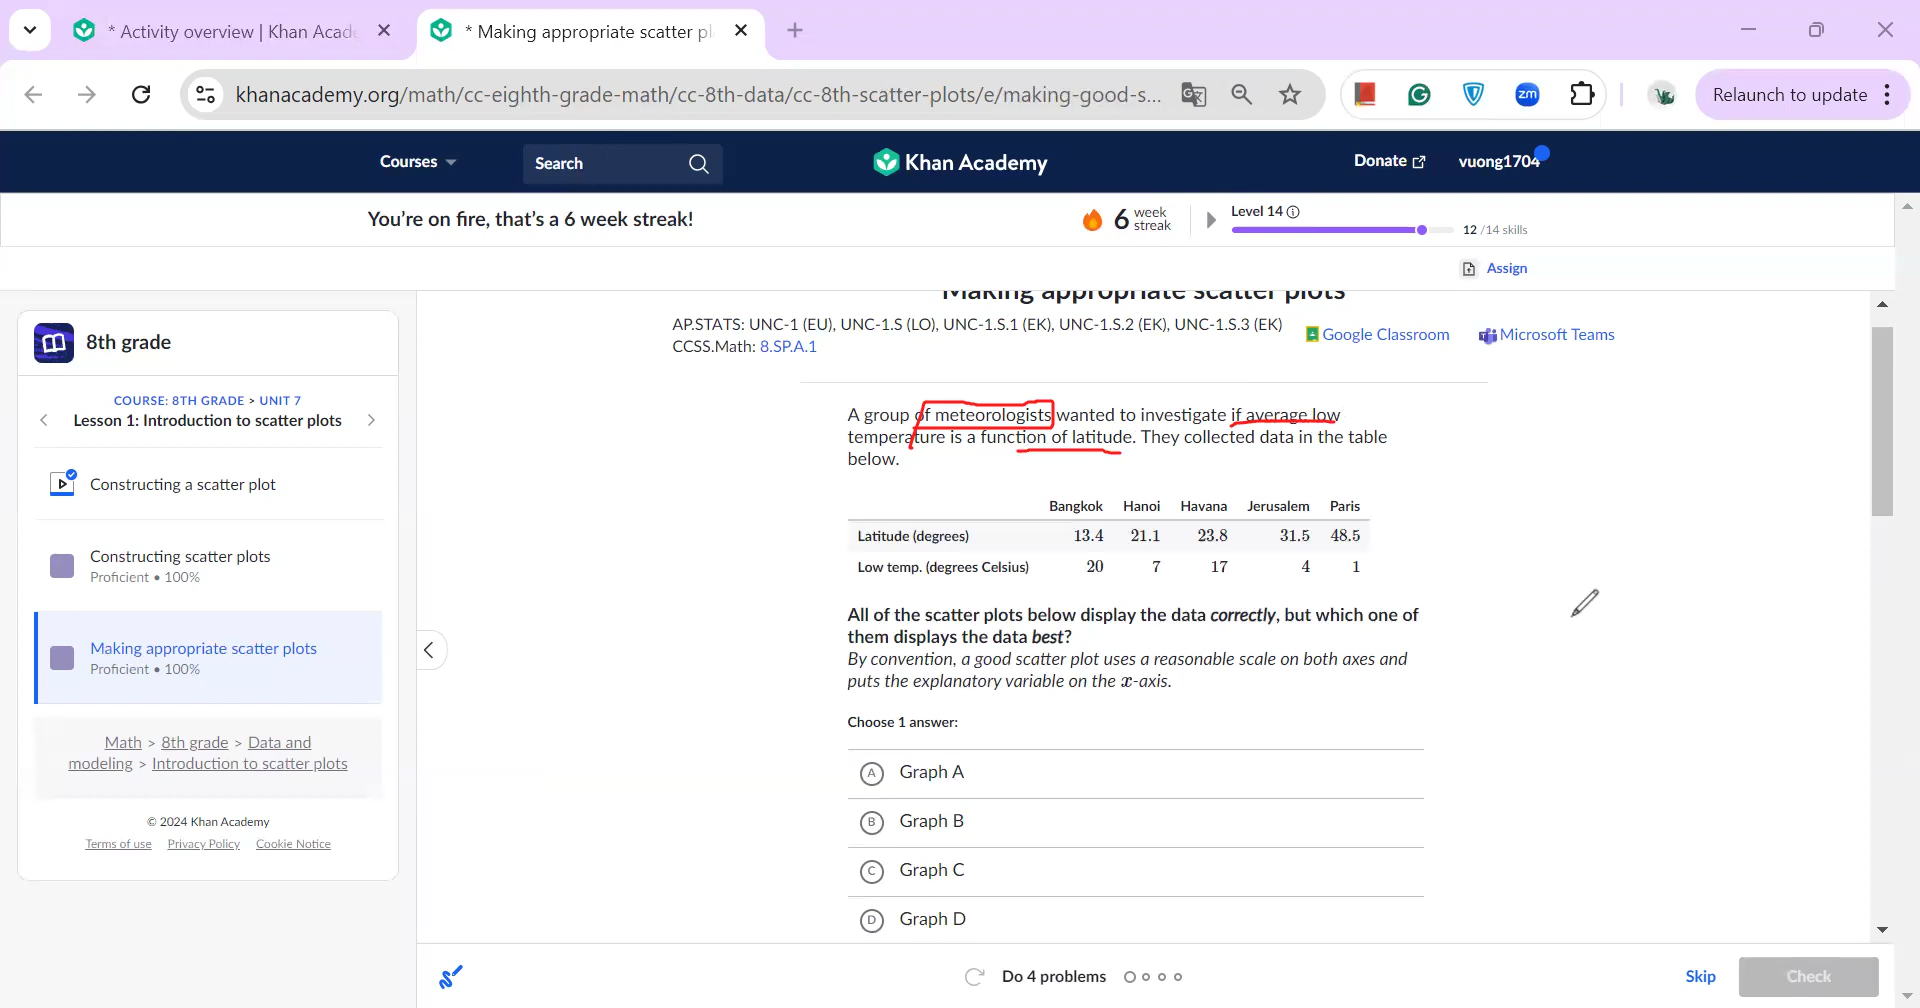 * Activity overview | Khan Acade
* Making appropriate scatter pl
khanacademy.org/math/cc-eighth-grade-math/cc-8th-data/cc-8th-scatter-plots/e/making-good-s...
zm
Relaunch to update
Courses
Search
Khan Academy
Donate
vuong1704
You're on fire, that's a 6 week streak!
6 week streak
Level 14
12 /14 skills
Assign
8th grade
COURSE: 8TH GRADE > UNIT 7
Lesson 1: Introduction to scatter plots
Constructing a scatter plot
Constructing scatter plots
Proficient • 100%
Making appropriate scatter plots
Proficient • 100%
Math > 8th grade > Data and
modeling > Introduction to scatter plots
© 2024 Khan Academy
Terms of use Privacy Policy Cookie Notice
Making appropriate scatter plots
AP.STATS: UNC‑1 (EU), UNC‑1.S (LO), UNC‑1.S.1 (EK), UNC‑1.S.2 (EK), UNC‑1.S.3 (EK)
CCSS.Math: 8.SP.A.1
Google Classroom
Microsoft Teams
A group of meteorologists wanted to investigate if average low
temperature is a function of latitude. They collected data in the table
below.
Bangkok Hanoi Havana Jerusalem Paris
Latitude (degrees) 13.4 21.1 23.8 31.5 48.5
Low temp. (degrees Celsius) 20 7 17 4 1
All of the scatter plots below display the data correctly, but which one of
them displays the data best?
By convention, a good scatter plot uses a reasonable scale on both axes and
puts the explanatory variable on the x-axis.
Choose 1 answer:
A Graph A
B Graph B
C Graph C
D Graph D
Do 4 problems
Skip
Check